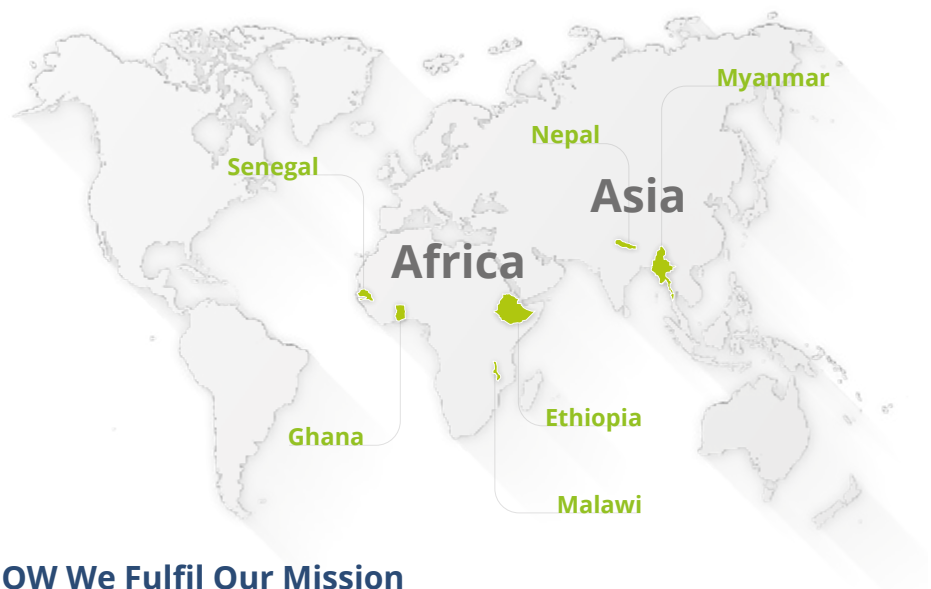 Myanmar
Nepal
Senegal
Asia
Africa
Ethiopia
Ghana
Malawi
OW We Fulfil Our Mission